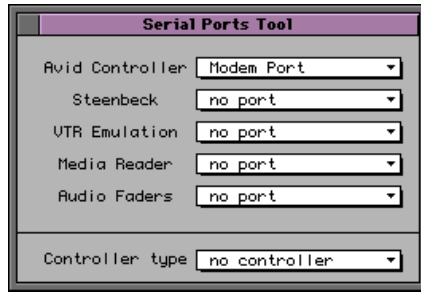 Serial Ports Tool
Avid Controller Modem Port
Steenbeck no port
VTR Emulation no port
Media Reader no port
Audio Faders no port
Controller type no controller